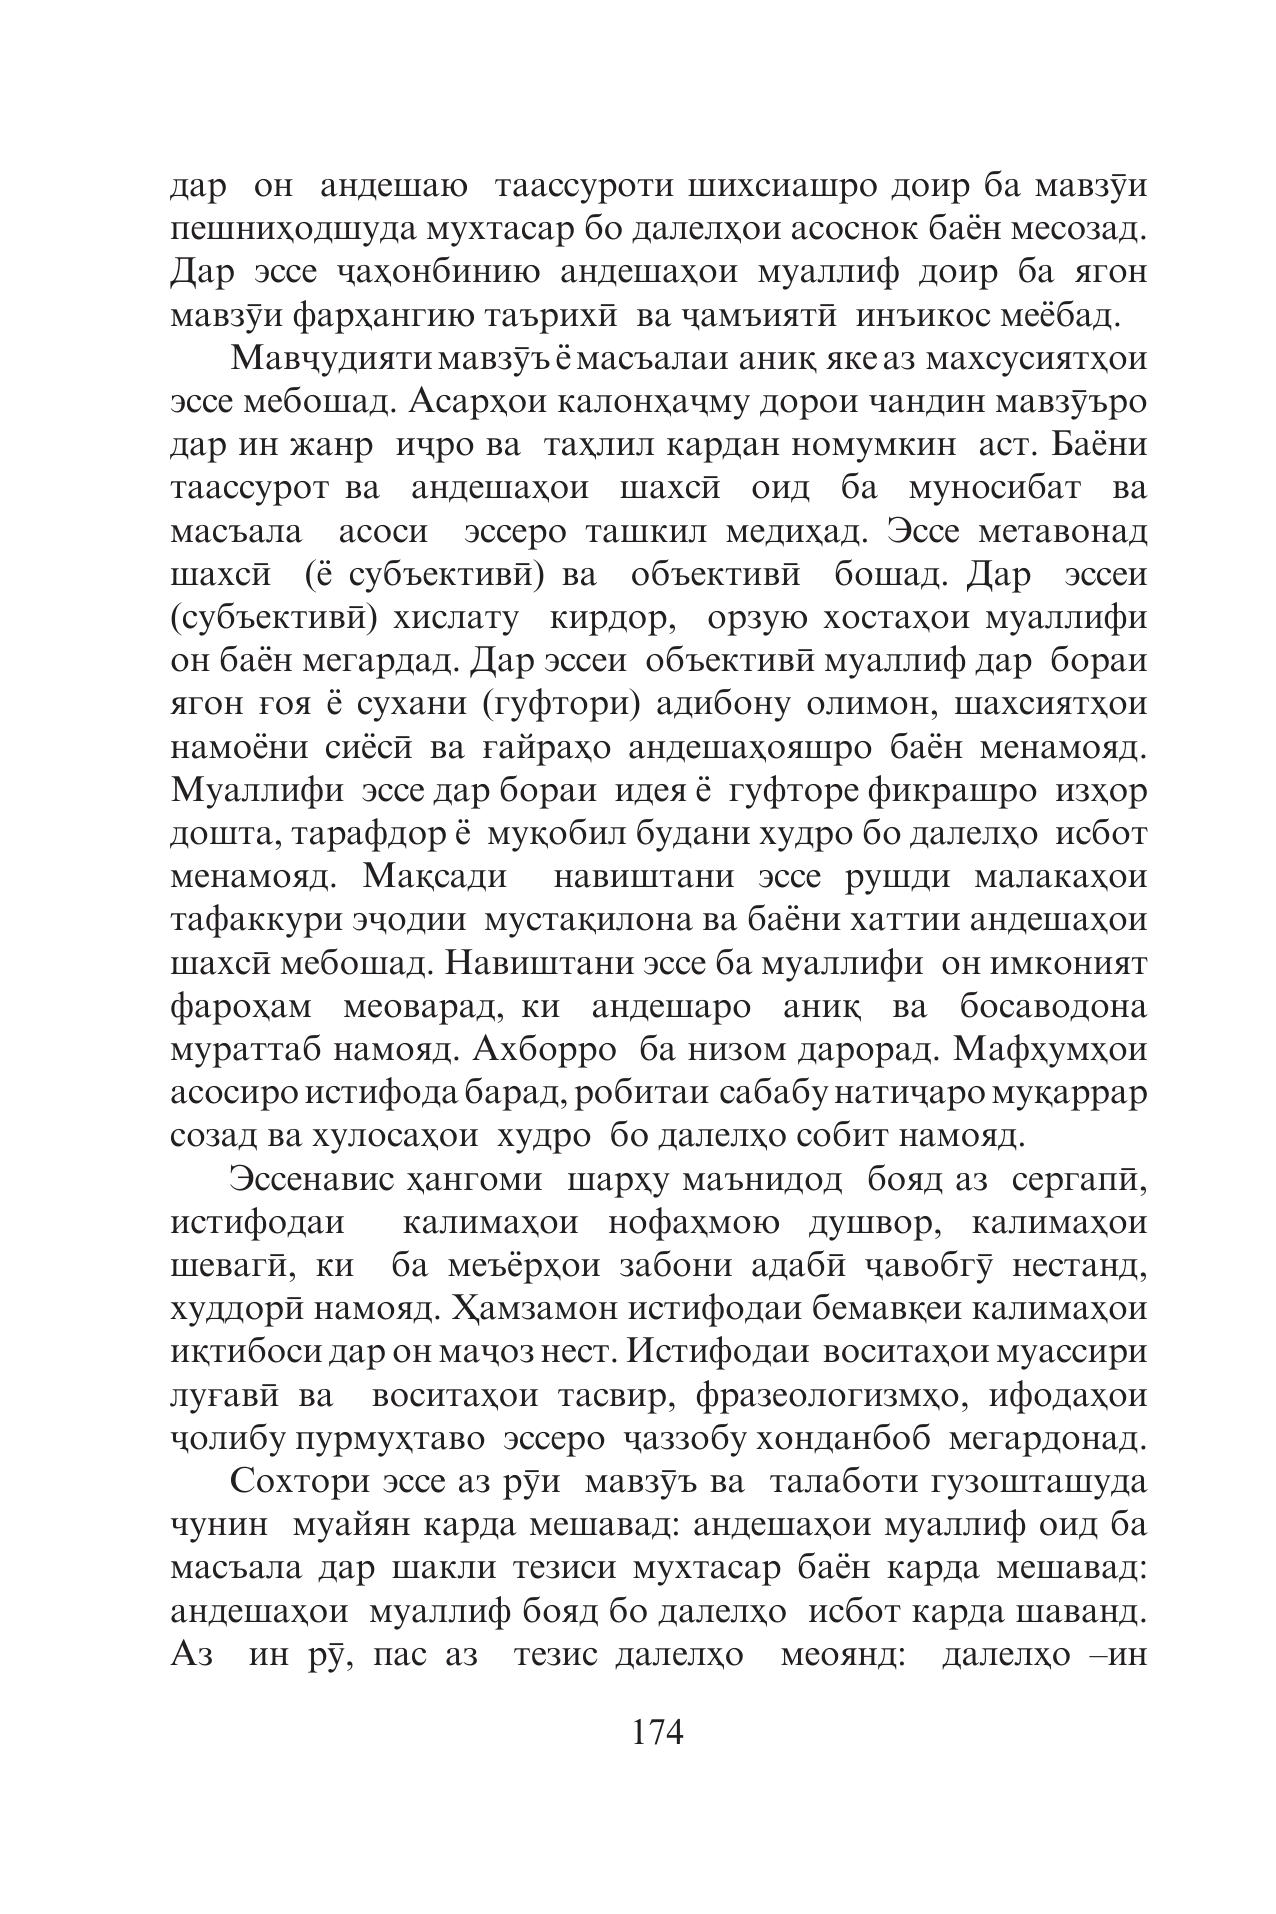 дар он андешаю таассуроти шихсиашро доир ба мавзӯи
пешниҳодшуда мухтасар бо далелҳои асоснок баён месозад.
Дар эссе ҷаҳонбинию андешаҳои муаллиф доир ба ягон
мавзӯи фарҳангию таърихӣ ва ҷамъиятӣ инъикос меёбад.
Мавҷудияти мавзӯъ ё масъалаи аниқ яке аз махсусиятҳои
эссе мебошад. Асарҳои калонҳаҷму дорои чандин мавзӯъро
дар ин жанр иҷро ва таҳлил кардан номумкин аст. Баёни
таассурот ва андешаҳои шахсӣ оид ба муносибат ва
масъала асоси эссеро ташкил медиҳад. Эссе метавонад
шахсӣ (ё субъективӣ) ва объективӣ бошад. Дар эссеи
(субъективӣ) хислату кирдор, орзую хостаҳои муаллифи
он баён мегардад. Дар эссеи объективӣ муаллиф дар бораи
ягон ғоя ё сухани (гуфтори) адибону олимон, шахсиятҳои
намоёни сиёсӣ ва ғайраҳо андешаҳояшро баён менамояд.
Муаллифи эссе дар бораи идея ё гуфторе фикрашро изҳор
дошта, тарафдор ё муқобил будани худро бо далелҳо исбот
менамояд. Мақсади навиштани эссе рушди малакаҳои
тафаккури эҷодии мустақилона ва баёни хаттии андешаҳои
шахсӣ мебошад. Навиштани эссе ба муаллифи он имконият
фароҳам меоварад, ки андешаро аниқ ва босаводона
мураттаб намояд. Ахборро ба низом дарорад. Мафҳумҳои
асосиро истифода барад, робитаи сабабу натиҷаро муқаррар
созад ва хулосаҳои худро бо далелҳо собит намояд.
Эссенавис ҳангоми шарҳу маънидод бояд аз сергапӣ,
истифодаи калимаҳои нофаҳмою душвор, калимаҳои
шевагӣ, ки ба меъёрҳои забони адабӣ ҷавобгӯ нестанд,
худдорӣ намояд. Ҳамзамон истифодаи бемавқеи калимаҳои
иқтибоси дар он маҷоз нест. Истифодаи воситаҳои муассири
луғавӣ ва воситаҳои тасвир, фразеологизмҳо, ифодаҳои
ҷолибу пурмуҳтаво эссеро ҷаззобу хонданбоб мегардонад.
Сохтори эссе аз рӯи мавзӯъ ва талаботи гузошташуда
чунин муайян карда мешавад: андешаҳои муаллиф оид ба
масъала дар шакли тезиси мухтасар баён карда мешавад:
андешаҳои муаллиф бояд бо далелҳо исбот карда шаванд.
Аз ин рӯ, пас аз тезис далелҳо меоянд: далелҳо –ин
174